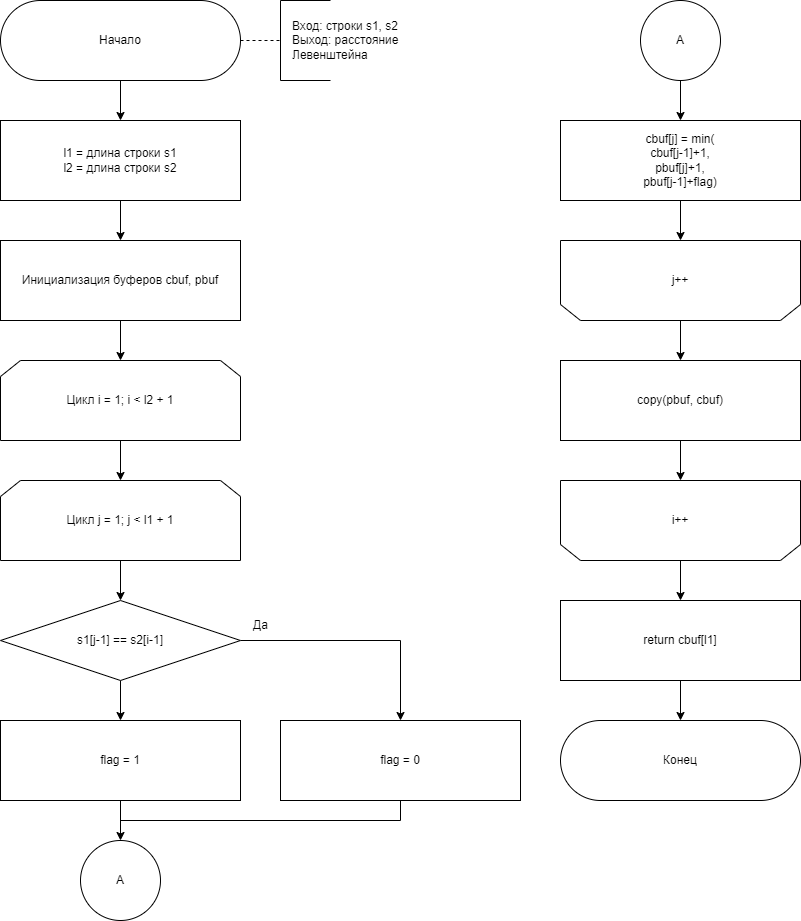 Начало
Вход: строки s1, s2
Выход: расстояние
Левенштейна
l1 = длина строки s1
l2 = длина строки s2
Инициализация буферов cbuf, pbuf
Цикл i = 1; i < l2 + 1
Цикл j = 1; j < l1 + 1
s1[j-1] == s2[i-1]
Да
flag = 1
flag = 0
A
A
cbuf[j] = min(
cbuf[j-1]+1,
pbuf[j]+1,
pbuf[j-1]+flag)
j++
copy(pbuf, cbuf)
i++
return cbuf[l1]
Конец